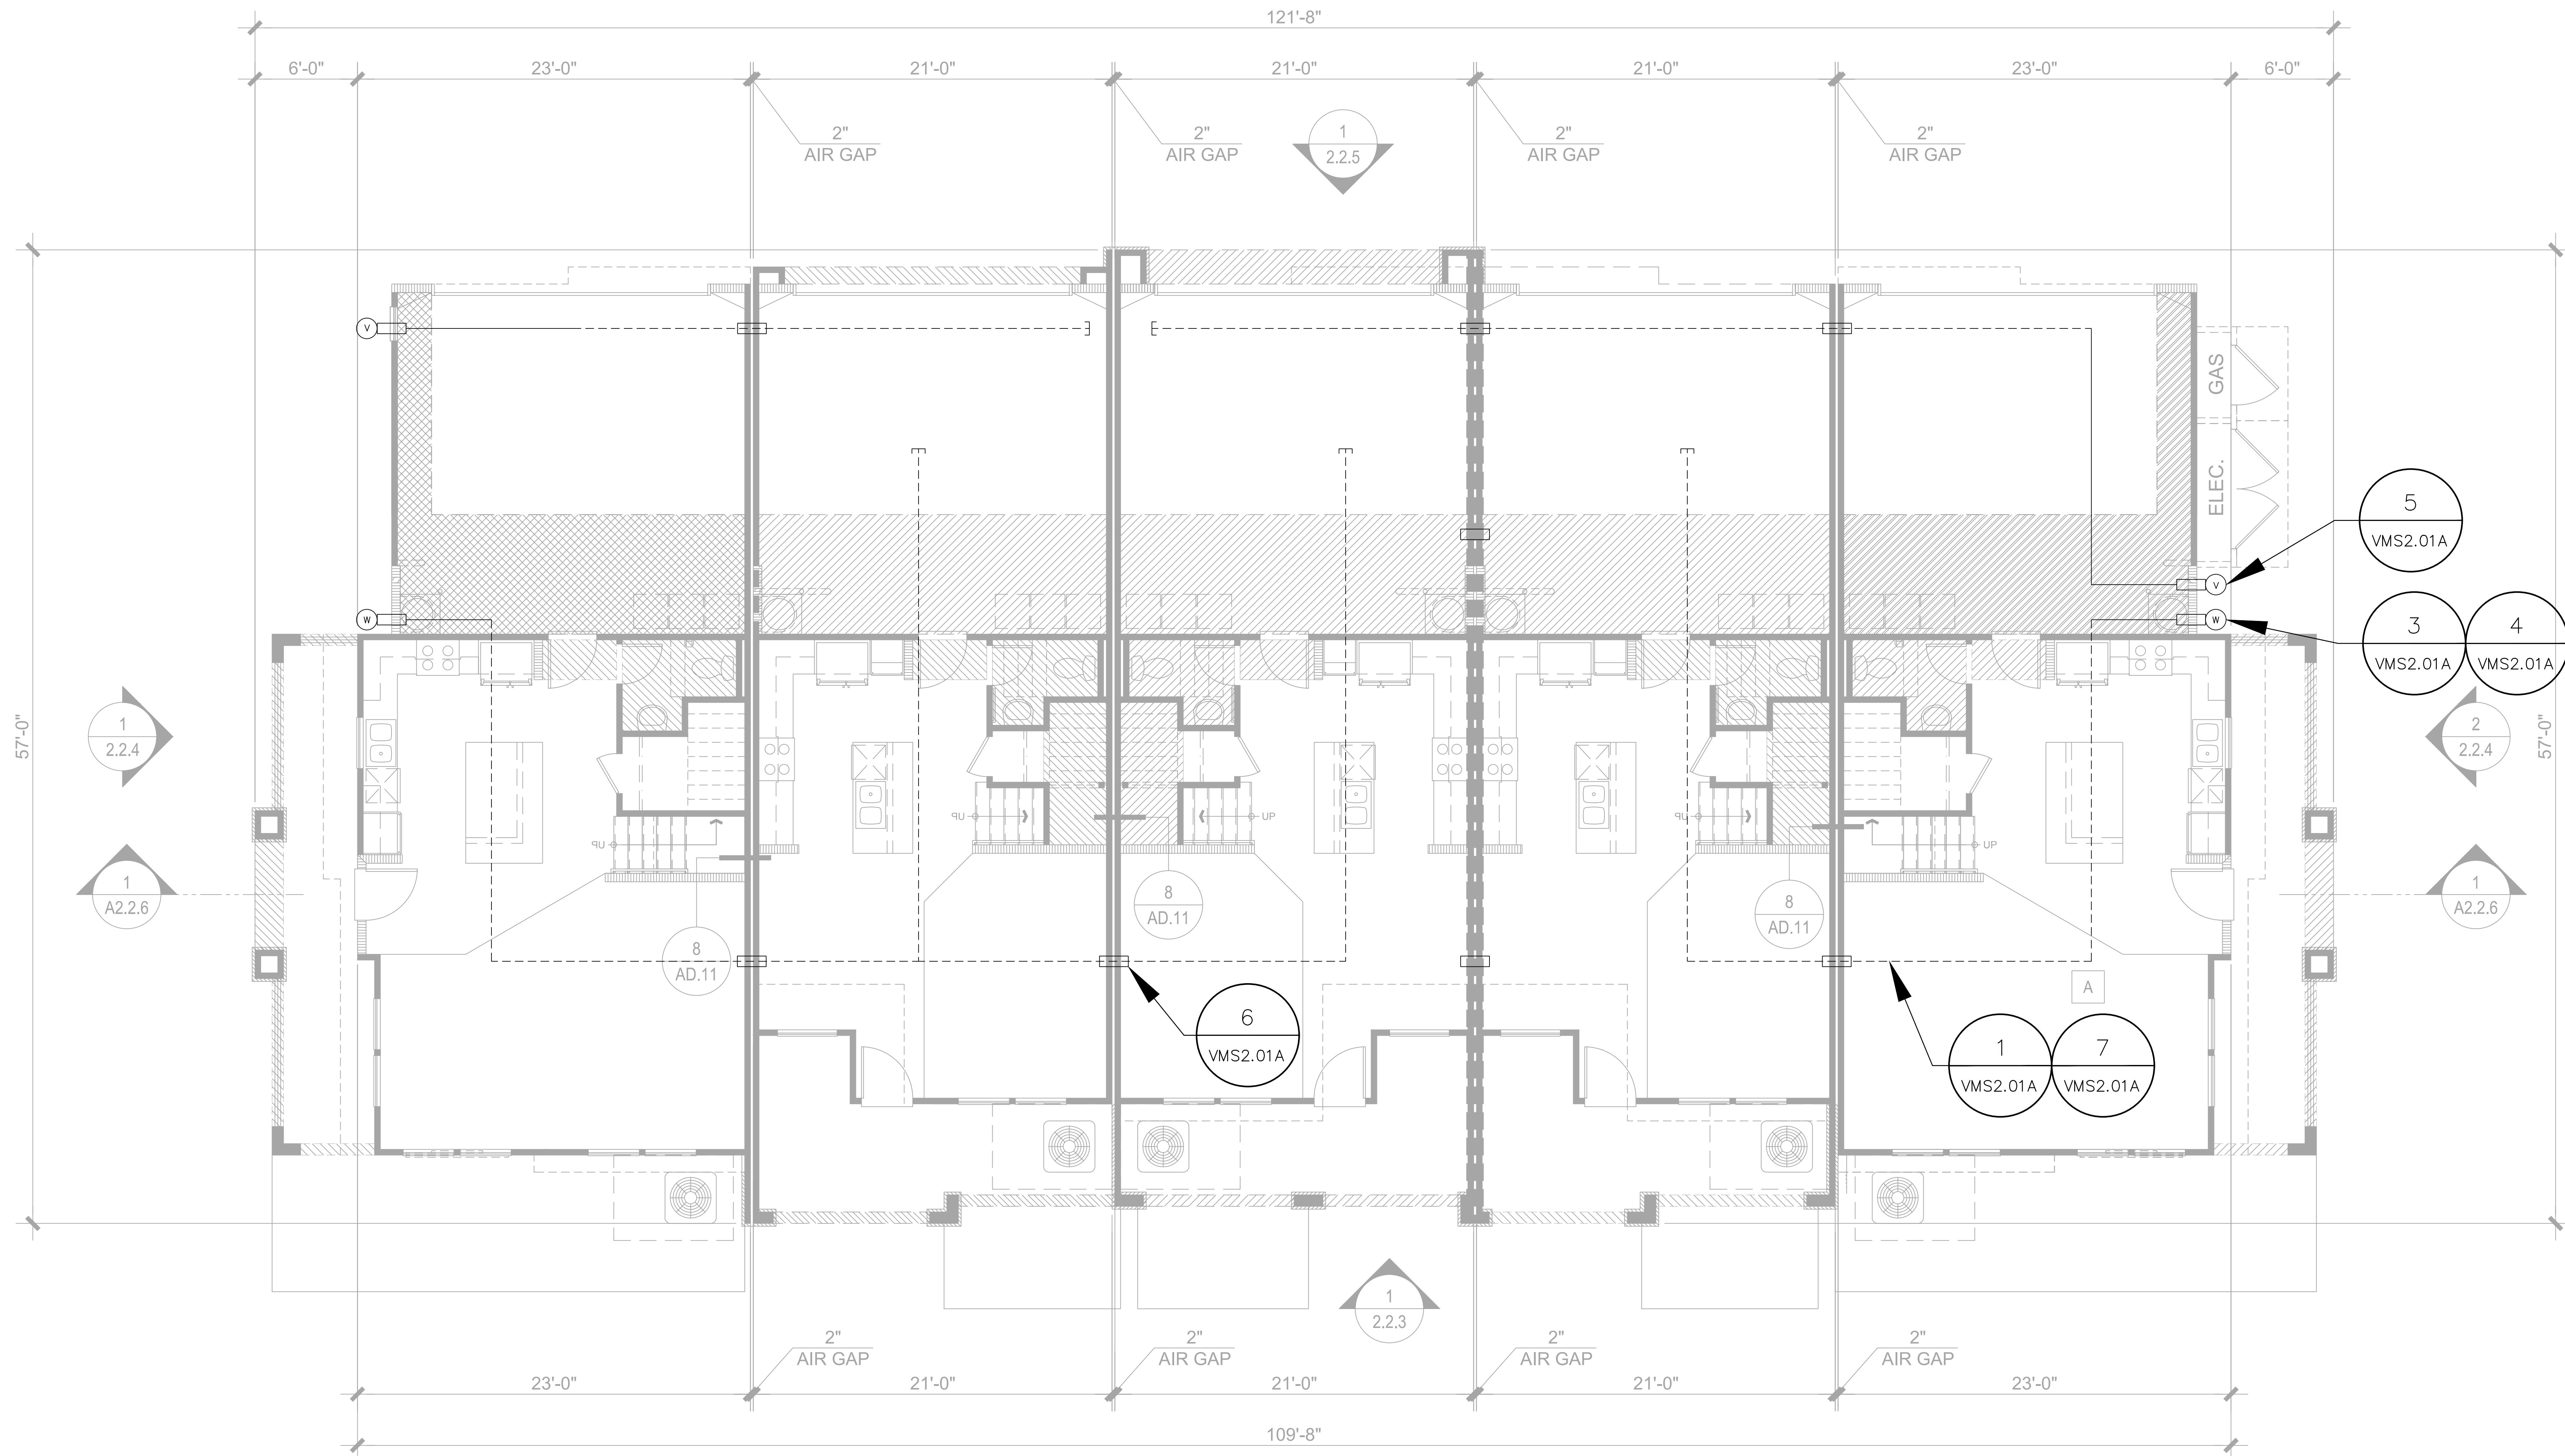 121'-8"
6'-0"
23'-0"
21'-0"
21'-0"
21'-0"
23'-0"
6'-0"
2"
AIR GAP
2"
AIR GAP
1
2.2.5
2"
AIR GAP
2"
AIR GAP
V
GAS
ELEC.
5
VMS2.01A
V
W
W
3
VMS2.01A
4
VMS2.01A
57'-0"
1
2.2.4
2
2.2.4
57'-0"
UP
UP
UP
UP
UP
1
A2.2.6
8
AD.11
8
AD.11
8
AD.11
1
A2.2.6
A
6
VMS2.01A
1
VMS2.01A
7
VMS2.01A
1
2.2.3
2"
AIR GAP
2"
AIR GAP
2"
AIR GAP
2"
AIR GAP
23'-0"
21'-0"
21'-0"
21'-0"
23'-0"
109'-8"